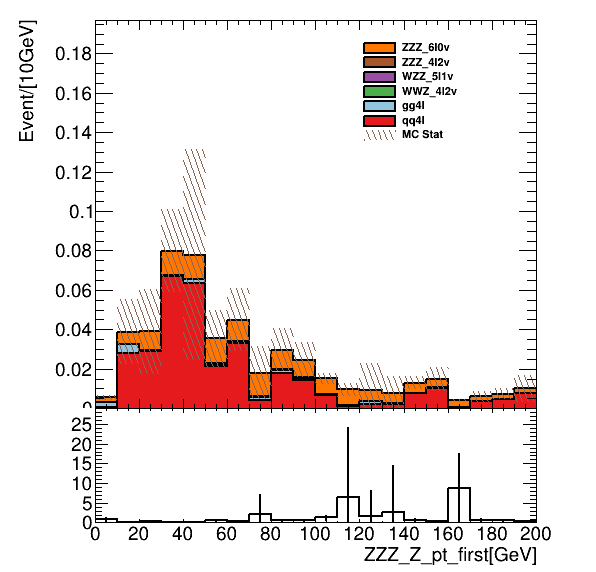 Event/[10GeV]
0.18
0.16
0.14
0.12
0.1
0.08
0.06
0.04
0.02
0
ZZZ_6l0v
ZZZ_4l2v
WZZ_5l1v
WWZ_4l2v
gg4l
qq4l
MC Stat
25
20
15
10
5
0
0 20 40 60 80 100 120 140 160 180 200
ZZZ_Z_pt_first[GeV]